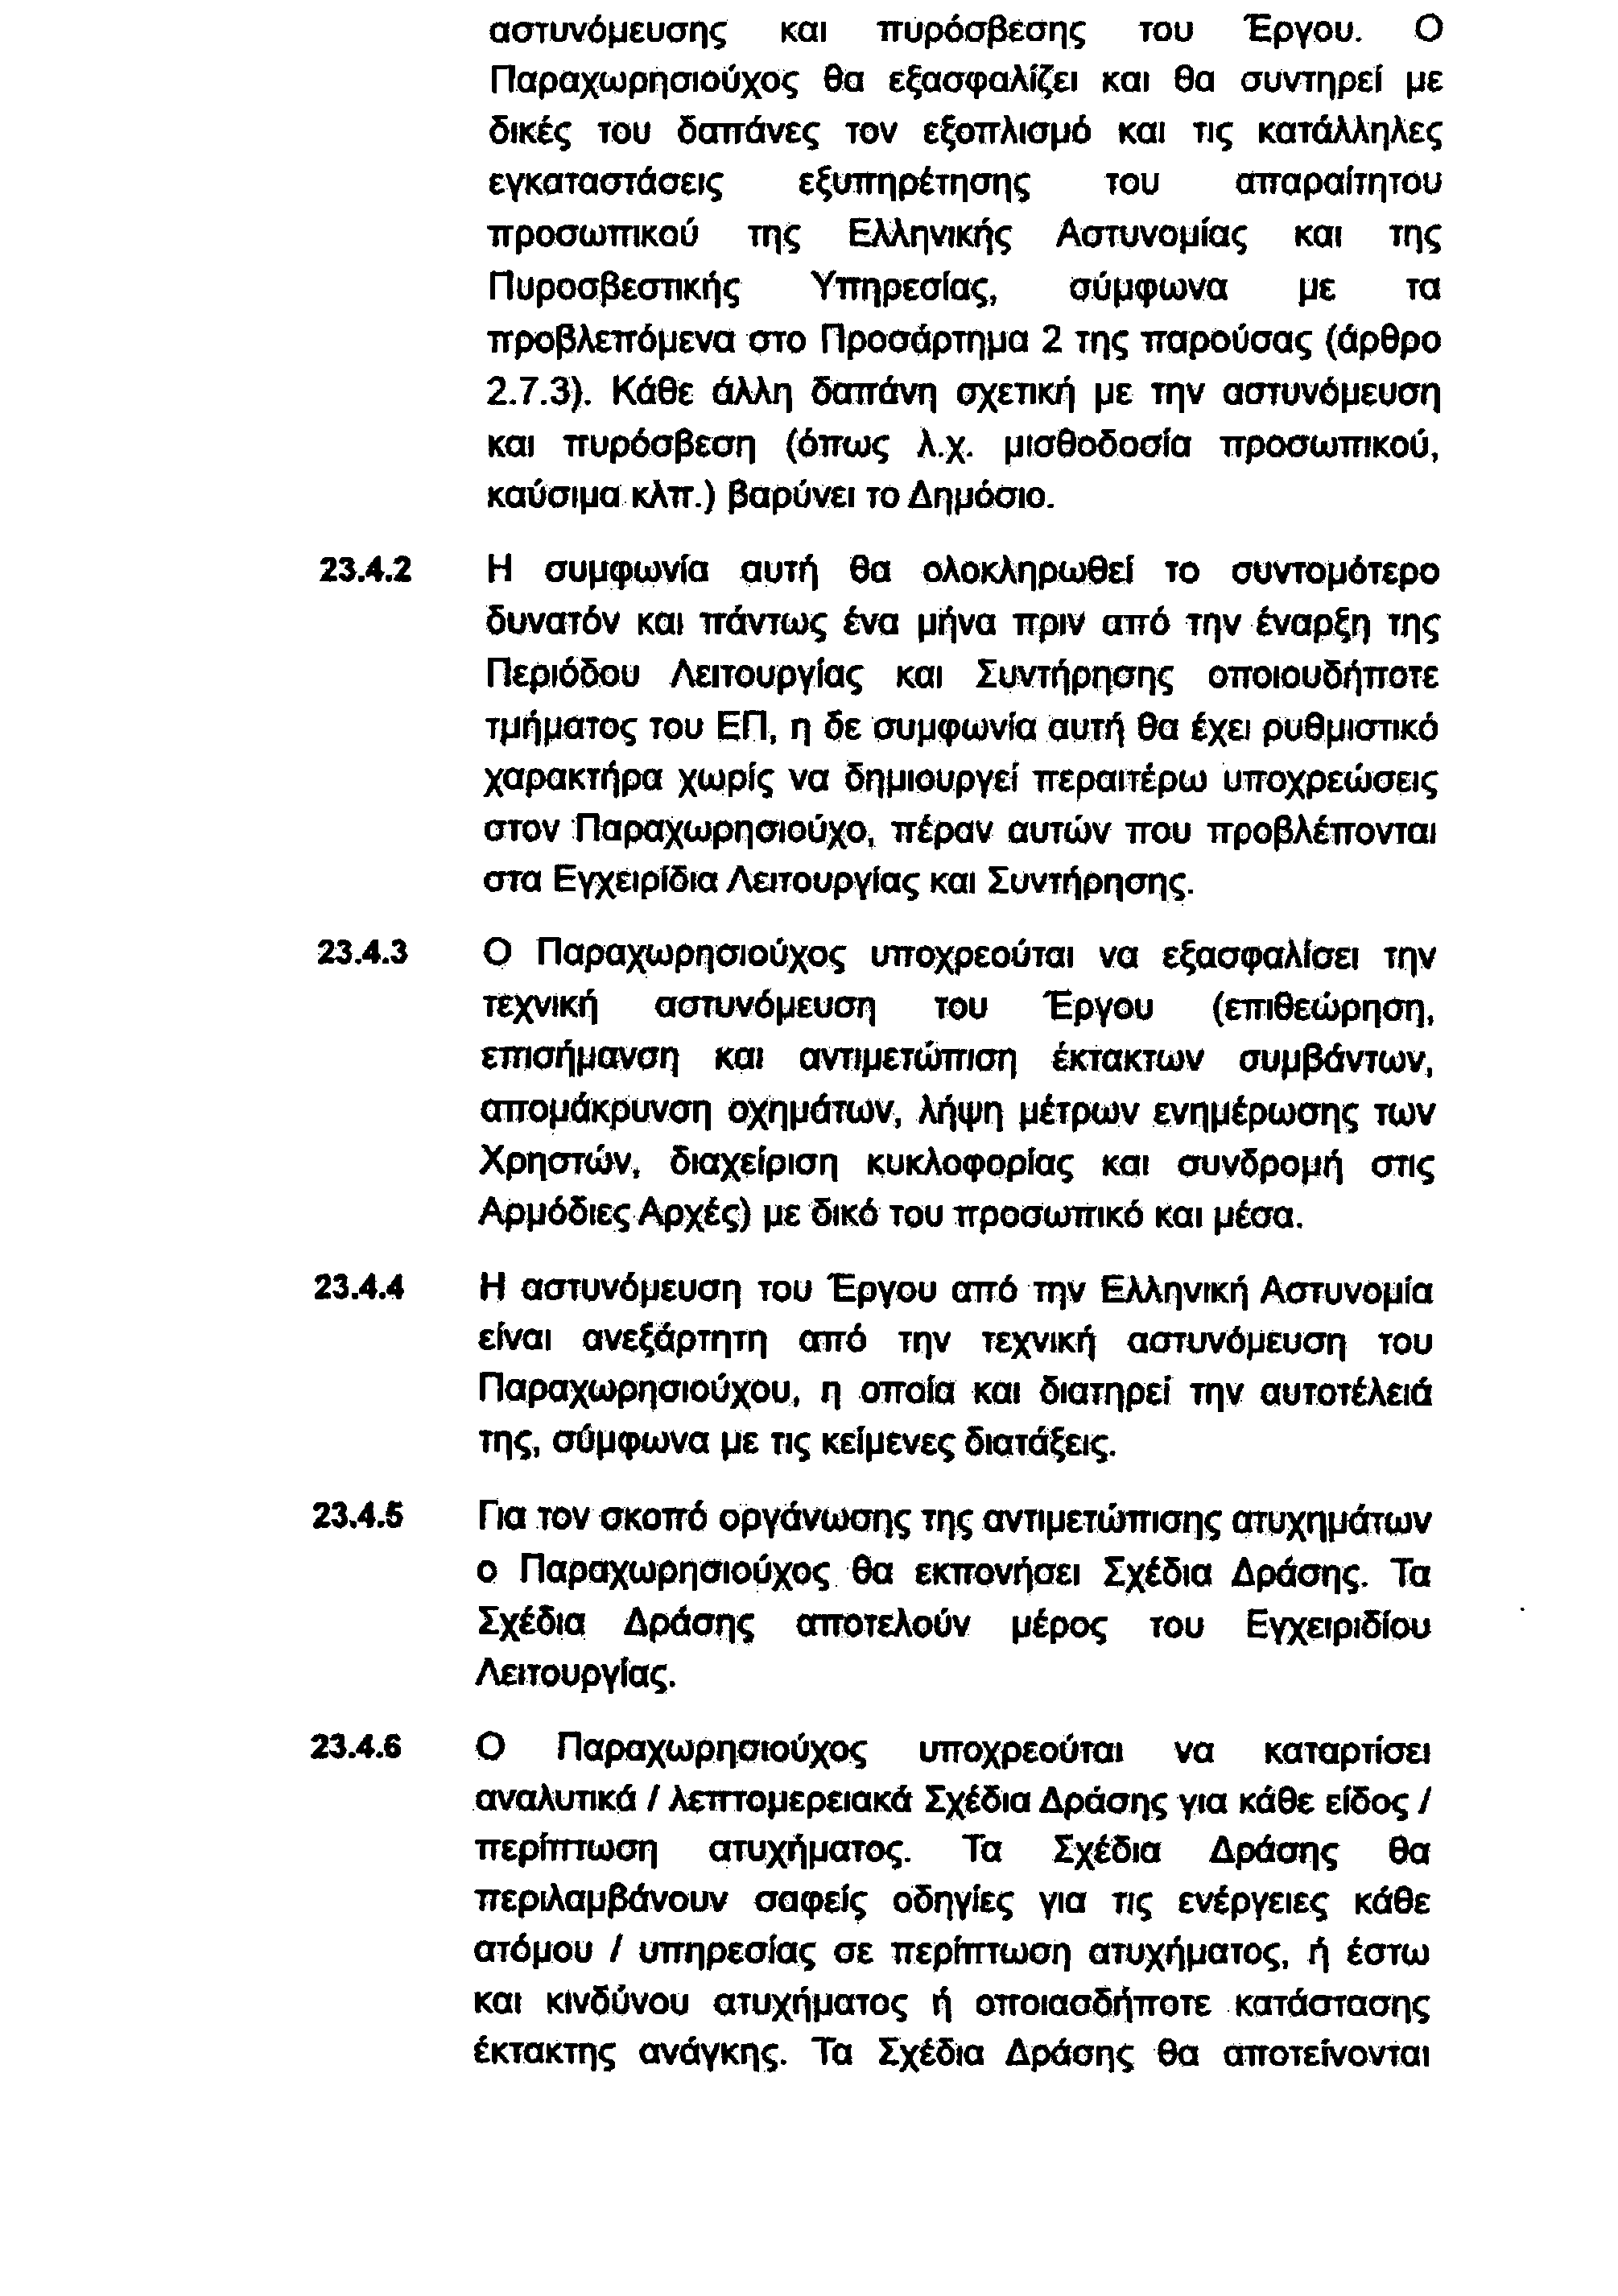 αστυνόμευσης και πυρόσβεσης του Έργου. Ο
Παραχωρησιούχος θα εξασφαλίζει και θα συντηρεί με
δικές του δαπάνες τον εξοπλισμό και τις κατάλληλες
εγκαταστάσεις εξυπηρέτησης του απαραίτητου
προσωπικού της Ελληνικής Αστυνομίας και της
Πυροσβεστικής Υπηρεσίας, σύμφωνα με τα
προβλεπόμενα στο Προσάρτημα 2 της παρούσας (άρθρο
2.7.3). Κάθε άλλη δαπάνη σχετική με την αστυνόμευση
και πυρόσβεση (όπως λ.χ. μισθοδοσία προσωπικού,
καύσιμα κλπ.) βαρύνει το Δημόσιο.
23.4.2 Η συμφωνία αυτή θα ολοκληρωθεί το συντομότερο
δυνατόν και πάντως ένα μήνα πριν από την έναρξη της
Περιόδου Λειτουργίας και Συντήρησης οποιουδήποτε
τμήματος του ΕΠ, η δε συμφωνία αυτή θα έχει ρυθμιστικό
χαρακτήρα χωρίς να δημιουργεί περαιτέρω υποχρεώσεις
στον Παραχωρησιούχο, πέραν αυτών που προβλέπονται
στα Εγχειρίδια Λειτουργίας και Συντήρησης.
23.4.3 Ο Παραχωρησιούχος υποχρεούται να εξασφαλίσει την
τεχνική αστυνόμευση του Έργου (επιθεώρηση,
επισήμανση και αντιμετώπιση έκτακτων συμβάντων,
απομάκρυνση οχημάτων, λήψη μέτρων ενημέρωσης των
Χρηστών, διαχείριση κυκλοφορίας και συνδρομή στις
Αρμόδιες Αρχές) με δικό του προσωπικό και μέσα.
23.4.4 Η αστυνόμευση του Έργου από την Ελληνική Αστυνομία
είναι ανεξάρτητη από την τεχνική αστυνόμευση του
Παραχωρησιούχου, η οποία και διατηρεί την αυτοτέλειά
της, σύμφωνα με τις κείμενες διατάξεις.
23.4.5 Για τον σκοπό οργάνωσης της αντιμετώπισης ατυχημάτων
ο Παραχωρησιούχος θα εκπονήσει Σχέδια Δράσης. Τα
Σχέδια Δράσης αποτελούν μέρος του Εγχειριδίου
Λειτουργίας.
23.4.6 Ο Παραχωρησιούχος υποχρεούται να καταρτίσει
αναλυτικά / λεπτομερειακά Σχέδια Δράσης για κάθε είδος /
περίπτωση ατυχήματος. Τα Σχέδια Δράσης θα
περιλαμβάνουν σαφείς οδηγίες για τις ενέργειες κάθε
ατόμου / υπηρεσίας σε περίπτωση ατυχήματος, ή έστω
και κινδύνου ατυχήματος ή οποιασδήποτε κατάστασης
έκτακτης ανάγκης. Τα Σχέδια Δράσης θα αποτείνονται